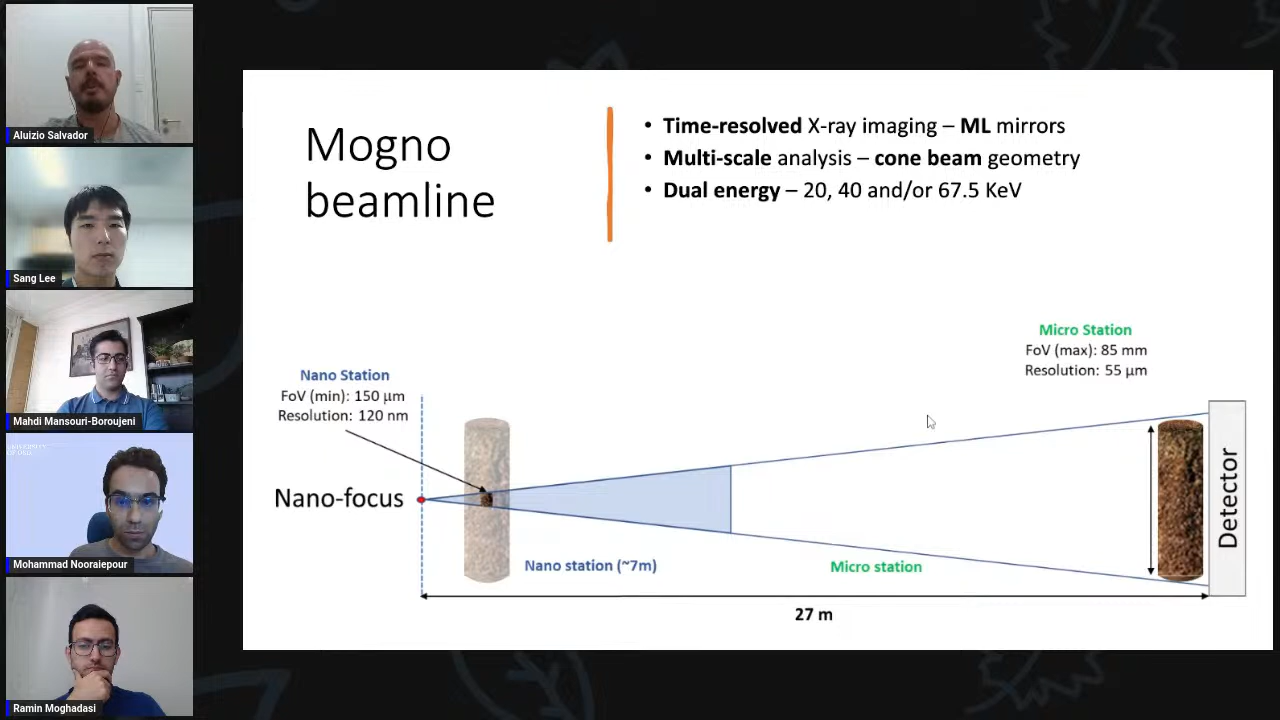 Aluizio Salvador
Sang Lee
Mahdi Mansouri-Boroujeni
Mohammad Nooraiepour
Ramin Moghadasi
Mogno
beamline
• Time-resolved X-ray imaging – ML mirrors
• Multi-scale analysis – cone beam geometry
• Dual energy – 20, 40 and/or 67.5 KeV
Micro Station
FoV (max): 85 mm
Resolution: 55 µm
Nano Station
FoV (min): 150 µm
Resolution: 120 nm
Nano-focus
Nano station (~7m)
Micro station
27 m
Detector